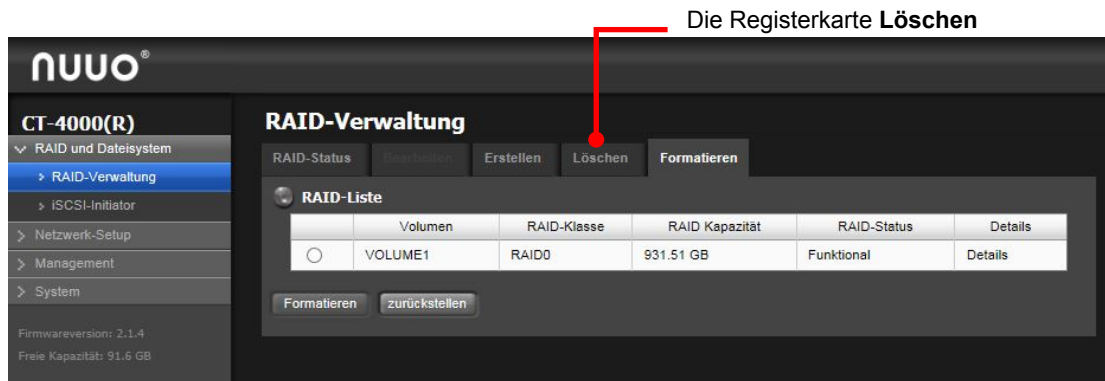 Die Registerkarte Löschen
nuuo®
CT-4000(R)
RAID und Dateisystem
RAID-Verwaltung
iSCSI-Initiator
Netzwerk-Setup
Management
System
Firmwareversion: 2.1.4
Freie Kapazität: 91.6 GB
RAID-Verwaltung
RAID-Status Bearbeiten Erstellen Löschen Formatieren
RAID-Liste
Volumen RAID-Klasse RAID Kapazität RAID-Status Details
VOLUME1 RAID0 931.51 GB Funktional Details
Formatieren zurückstellen